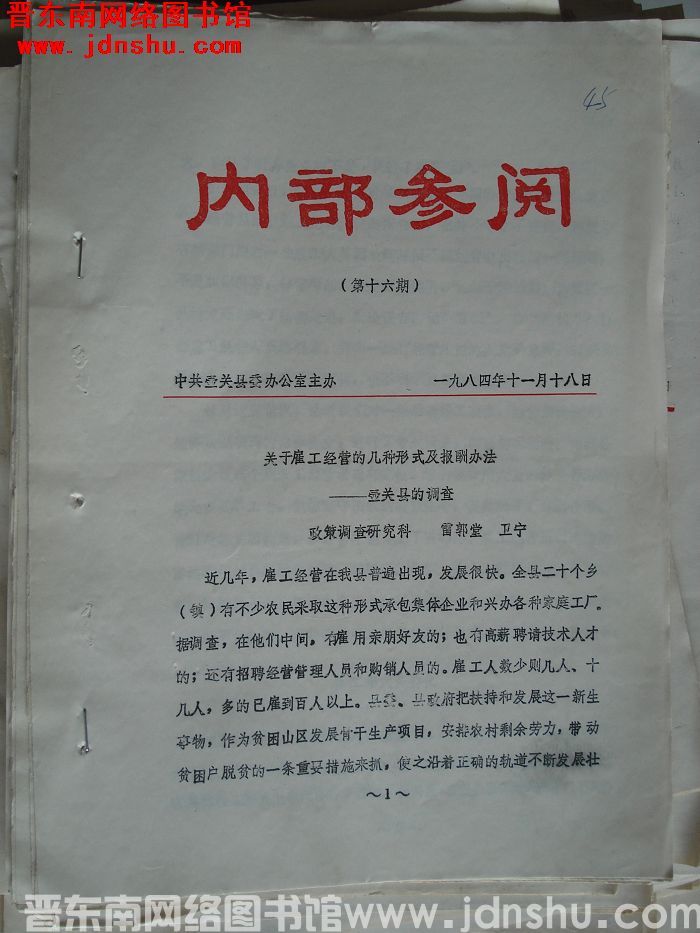 晋东南网络图书馆
www.jdnshu.com
45
内部参阅
（第十六期）
中共壶关县委办公室主办 一九八四年十一月十八日
关于雇工经营的几种形式及报酬办法
——壶关县的调查
政策调查研究科 雷郭堂 卫宁
近几年，雇工经营在我县普遍出现，发展很快。全县二十个乡
（镇）有不少农民采取这种形式承包集体企业和兴办各种家庭工厂。
据调查，在他们中间，有雇用亲朋好友的；也有高薪聘请技术人才
的；还有招聘经营管理人员和购销人员的。雇工人数少则几人、十
几人，多的已雇到百人以上。县委、县政府把扶持和发展这一新生
事物，作为贫困山区发展骨干生产项目，安排农村剩余劳力，带动
贫困户脱贫的一条重要措施来抓，使之沿着正确的轨道不断发展壮
～1～
晋东南网络图书馆www.jdnshu.com